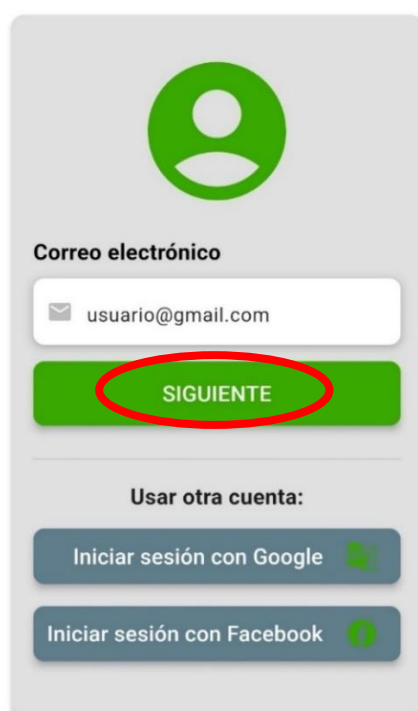 Correo electrónico
usuario@gmail.com
SIGUIENTE
Usar otra cuenta:
Iniciar sesión con Google
Iniciar sesión con Facebook